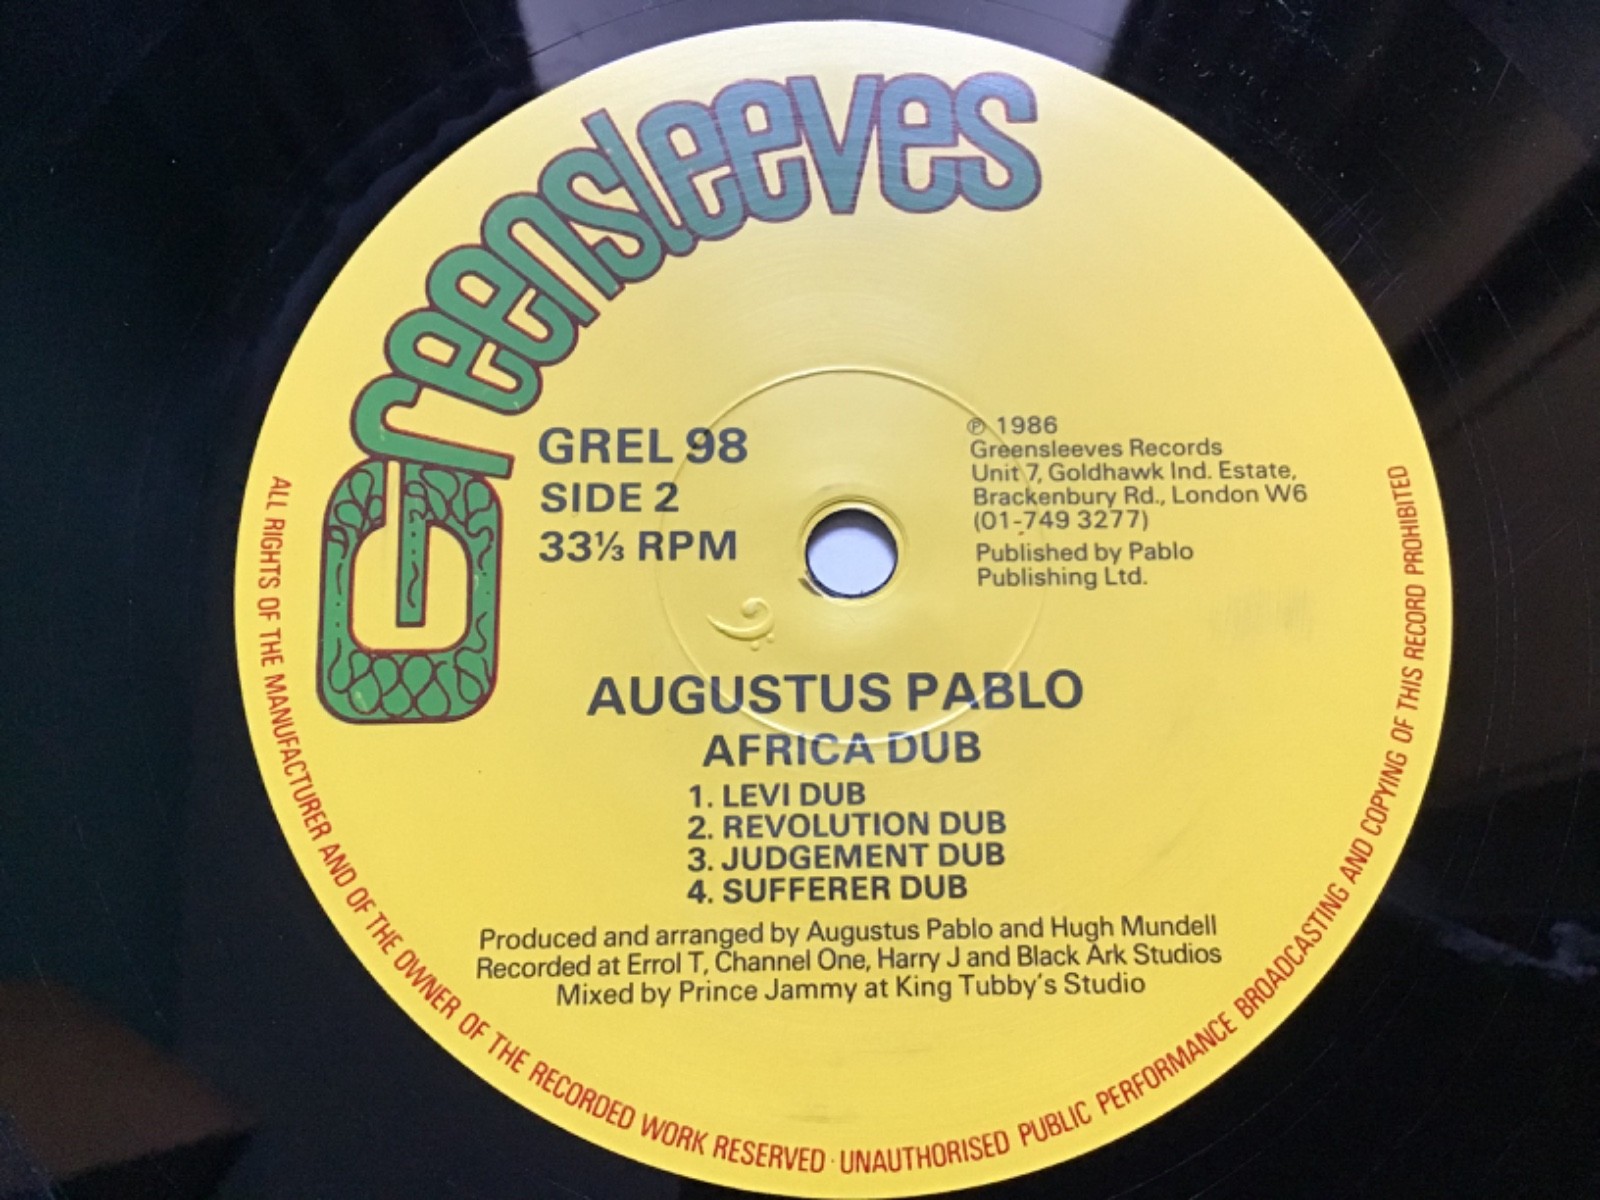 Greensleeves
GREL 98
SIDE 2
33⅓ RPM
℗ 1986
Greensleeves Records
Unit 7, Goldhawk Ind. Estate,
Brackenbury Rd., London W6
(01-749 3277)
Published by Pablo
Publishing Ltd.
AUGUSTUS PABLO
AFRICA DUB
1. LEVI DUB
2. REVOLUTION DUB
3. JUDGEMENT DUB
4. SUFFERER DUB
Produced and arranged by Augustus Pablo and Hugh Mundell
Recorded at Errol T, Channel One, Harry J and Black Ark Studios
Mixed by Prince Jammy at King Tubby's Studio
ALL RIGHTS OF THE MANUFACTURER AND OF THE OWNER OF THE RECORDED WORK RESERVED · UNAUTHORISED PUBLIC PERFORMANCE BROADCASTING AND COPYING OF THIS RECORD PROHIBITED